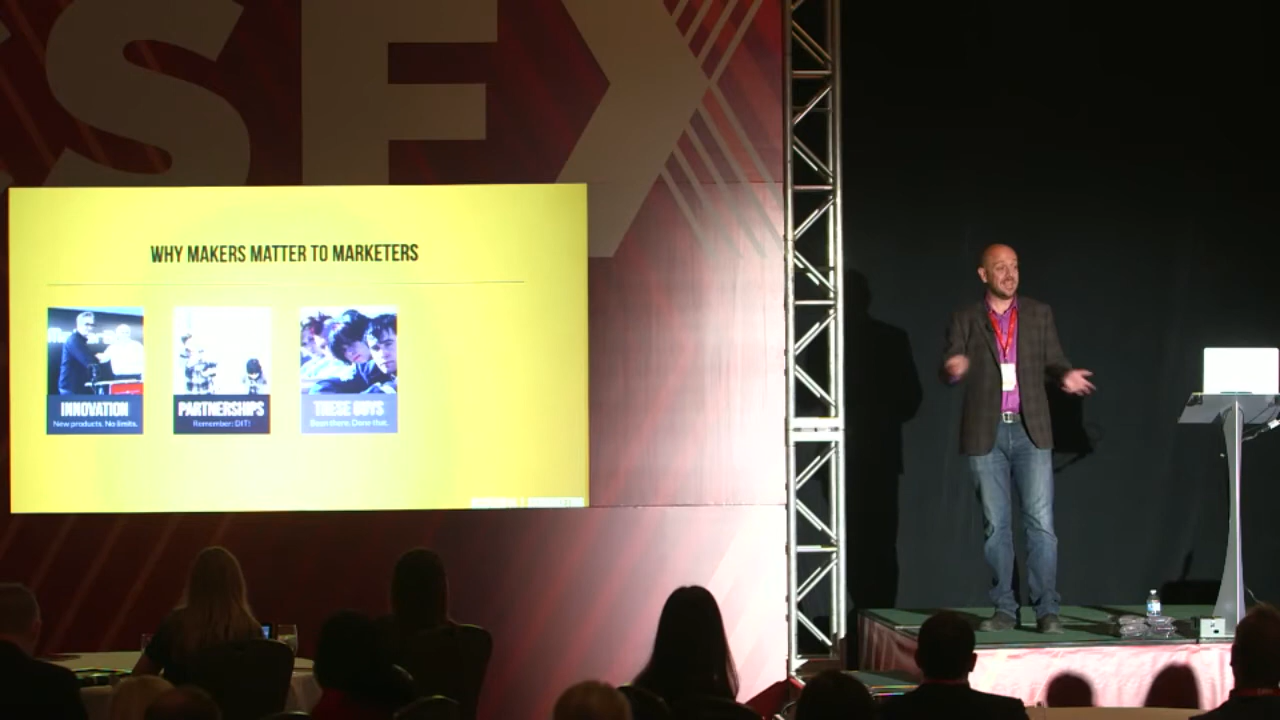 SF
WHY MAKERS MATTER TO MARKETERS
INNOVATION
New products. No limits.
PARTNERSHIPS
Remember: DIT!
THESE GUYS
Been there. Done that.